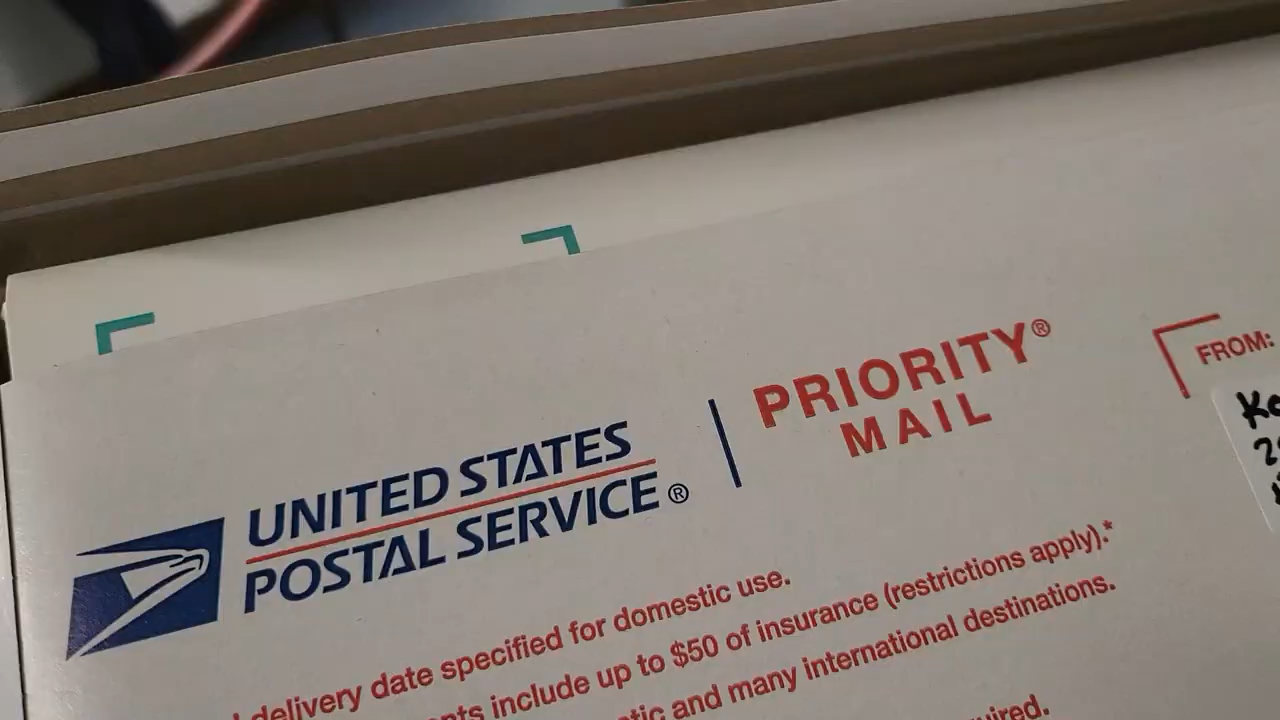 UNITED STATES
POSTAL SERVICE®
PRIORITY®
MAIL
FROM:
delivery date specified for domestic use.
include up to $50 of insurance (restrictions apply).*
and many international destinations.